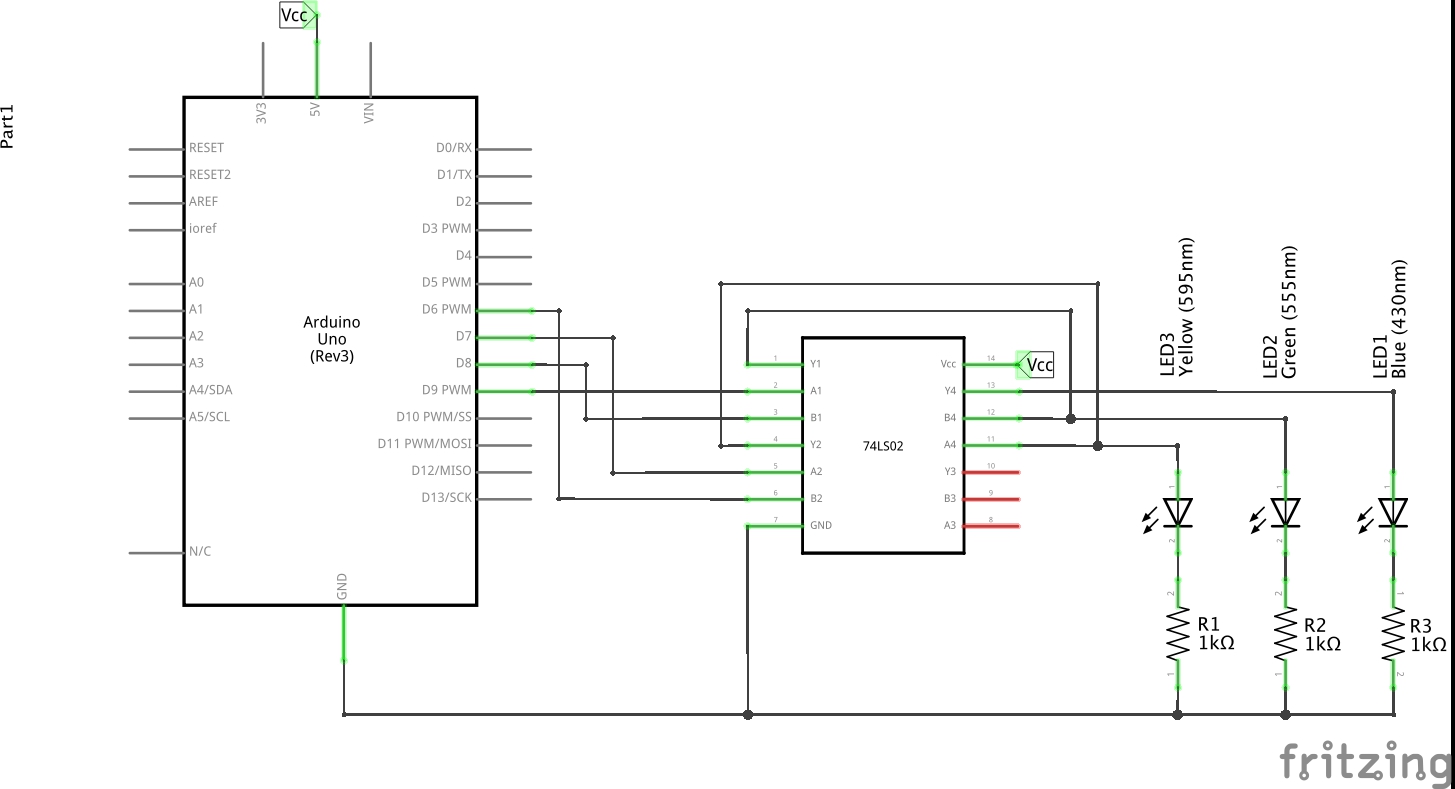 Vcc
Part1
3V3
5V
VIN
RESET
RESET2
AREF
ioref
A0
A1
A2
A3
A4/SDA
A5/SCL
N/C
D0/RX
D1/TX
D2
D3 PWM
D4
D5 PWM
D6 PWM
D7
D8
D9 PWM
D10 PWM/SS
D11 PWM/MOSI
D12/MISO
D13/SCK
Arduino
Uno
(Rev3)
GND
1 Y1
2 A1
3 B1
4 Y2
5 A2
6 B2
7 GND
74LS02
Vcc 14
Y4 13
B4 12
A4 11
Y3 10
B3 9
A3 8
Vcc
LED3
Yellow (595nm)
LED2
Green (555nm)
LED1
Blue (430nm)
1
2
1
2
1
2
2
R1
1kΩ
1
2
R2
1kΩ
1
1
R3
1kΩ
2
fritzing